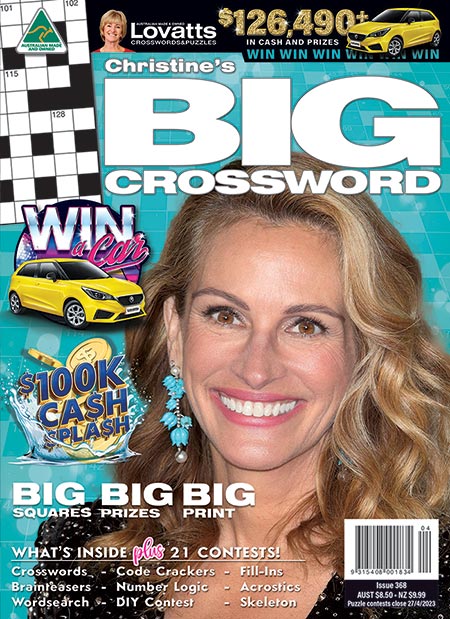 101
102
104
115
128
AUSTRALIAN MADE
AND OWNED
AUSTRALIAN MADE & OWNED
Lovatts
CROSSWORDS&PUZZLES
$126,490+
IN CASH AND PRIZES
WIN WIN WIN WIN WIN WIN WIN
Christine's
BIG
CROSSWORD
WIN
a Car
$100K
CASH
SPLASH
BIG BIG BIG
SQUARES PRIZES PRINT
WHAT'S INSIDE plus 21 CONTESTS!
Crosswords - Code Crackers - Fill-Ins
Brainteasers - Number Logic - Acrostics
Wordsearch - DIY Contest - Skeleton
04
9 315408 001834
Issue 368
AUST $8.50 • NZ $9.99
Puzzle contests close 27/4/2023